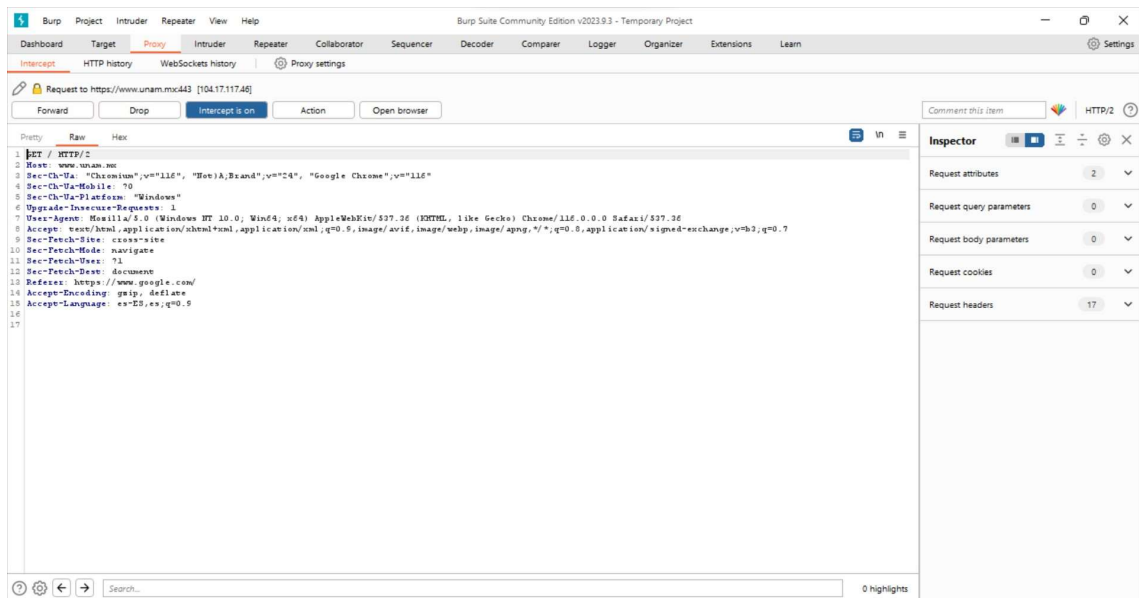 Burp Project Intruder Repeater View Help Burp Suite Community Edition v2023.9.3 - Temporary Project
Dashboard Target Proxy Intruder Repeater Collaborator Sequencer Decoder Comparer Logger Organizer Extensions Learn Settings
Intercept HTTP history WebSockets history Proxy settings
Request to https://www.unam.mx:443 [104.17.117.46]
Forward Drop Intercept is on Action Open browser Comment this item HTTP/2
Pretty Raw Hex \n Inspector
1 GET / HTTP/2
2 Host: www.unam.mx
3 Sec-Ch-Ua: "Chromium";v="116", "Not)A;Brand";v="24", "Google Chrome";v="116"
4 Sec-Ch-Ua-Mobile: ?0
5 Sec-Ch-Ua-Platform: "Windows"
6 Upgrade-Insecure-Requests: 1
7 User-Agent: Mozilla/5.0 (Windows NT 10.0; Win64; x64) AppleWebKit/537.36 (KHTML, like Gecko) Chrome/116.0.0.0 Safari/537.36
8 Accept: text/html,application/xhtml+xml,application/xml;q=0.9,image/avif,image/webp,image/apng,*/*;q=0.8,application/signed-exchange;v=b3;q=0.7
9 Sec-Fetch-Site: cross-site
10 Sec-Fetch-Mode: navigate
11 Sec-Fetch-User: ?1
12 Sec-Fetch-Dest: document
13 Referer: https://www.google.com/
14 Accept-Encoding: gzip, deflate
15 Accept-Language: es-ES,es;q=0.9
16
17
Request attributes 2
Request query parameters 0
Request body parameters 0
Request cookies 0
Request headers 17
Search... 0 highlights